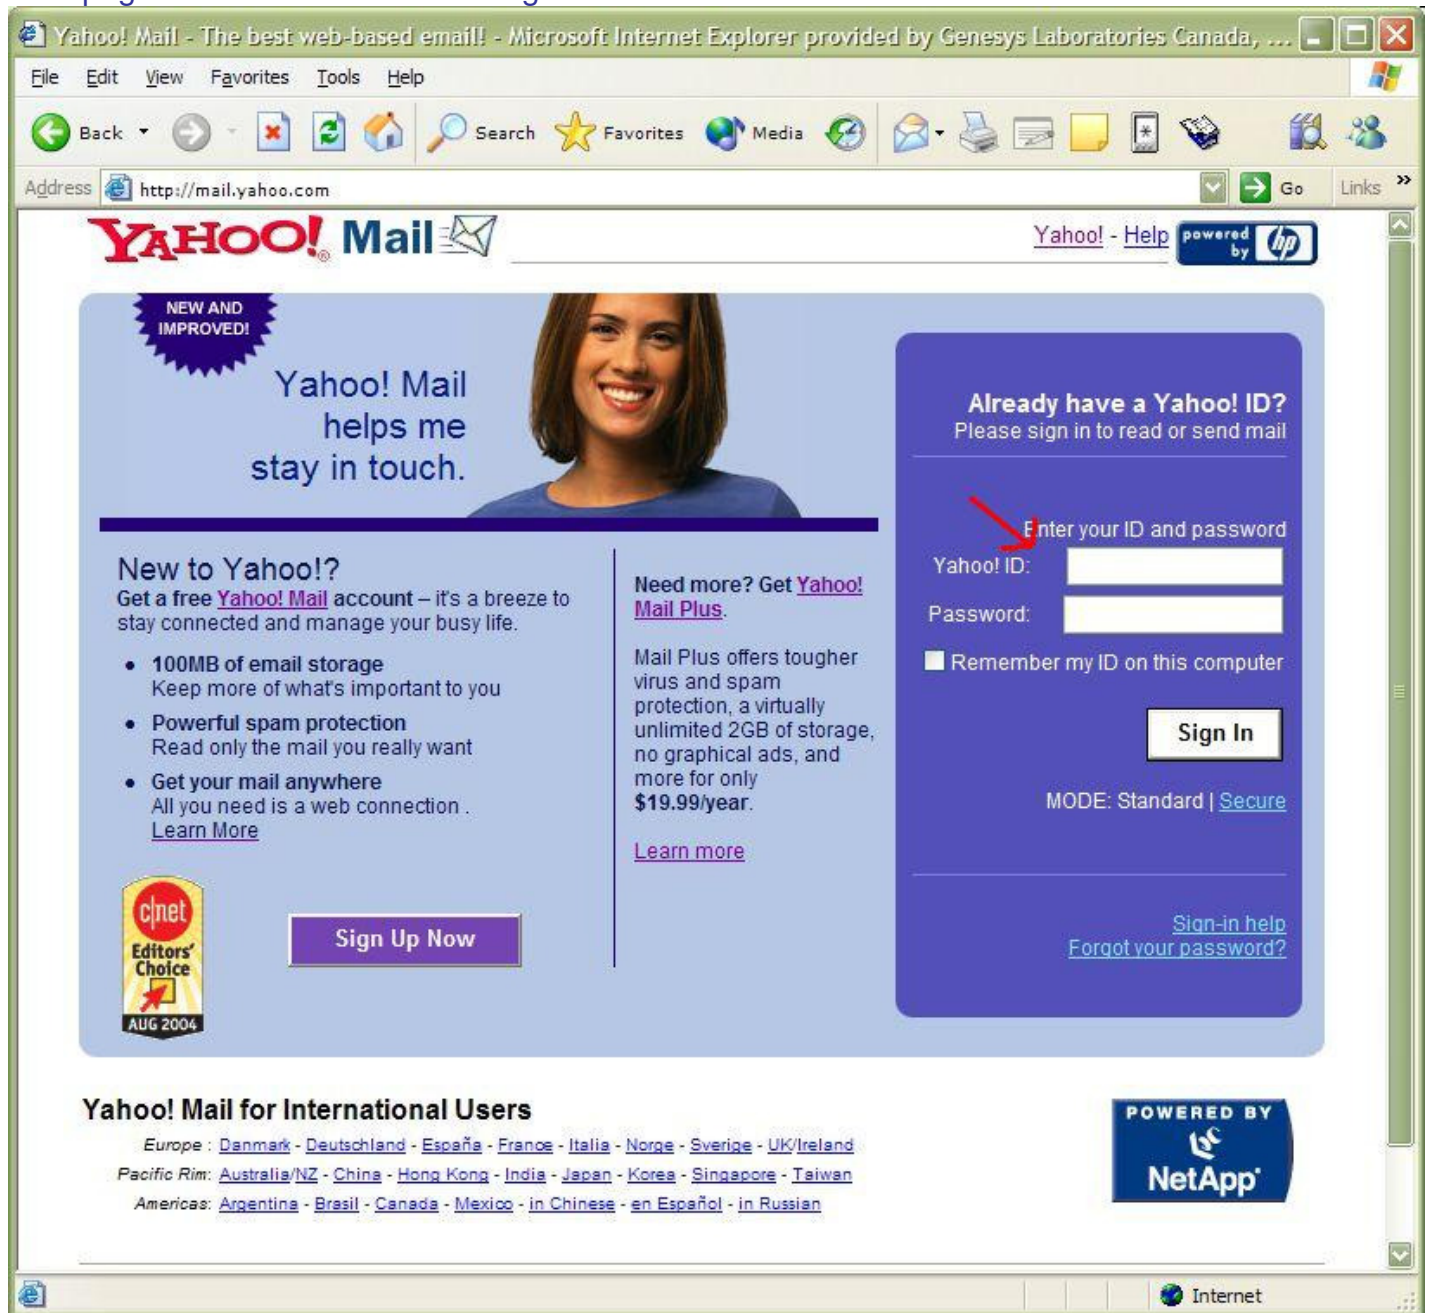 Yahoo! Mail - The best web-based email! - Microsoft Internet Explorer provided by Genesys Laboratories Canada, ...
File Edit View Favorites Tools Help
Back Search Favorites Media
Address http://mail.yahoo.com Go Links »
YAHOO! Mail
Yahoo! - Help powered by hp
NEW AND
IMPROVED!
Yahoo! Mail
helps me
stay in touch.
New to Yahoo!?
Get a free Yahoo! Mail account – it's a breeze to
stay connected and manage your busy life.
• 100MB of email storage
Keep more of what's important to you
• Powerful spam protection
Read only the mail you really want
• Get your mail anywhere
All you need is a web connection .
Learn More
c|net
Editors'
Choice
AUG 2004
Sign Up Now
Need more? Get Yahoo!
Mail Plus.
Mail Plus offers tougher
virus and spam
protection, a virtually
unlimited 2GB of storage,
no graphical ads, and
more for only
$19.99/year.
Learn more
Already have a Yahoo! ID?
Please sign in to read or send mail
Enter your ID and password
Yahoo! ID:
Password:
Remember my ID on this computer
Sign In
MODE: Standard | Secure
Sign-in help
Forgot your password?
Yahoo! Mail for International Users
Europe : Danmark - Deutschland - España - France - Italia - Norge - Sverige - UK/Ireland
Pacific Rim: Australia/NZ - China - Hong Kong - India - Japan - Korea - Singapore - Taiwan
Americas: Argentina - Brasil - Canada - Mexico - in Chinese - en Español - in Russian
POWERED BY
NetApp
Internet